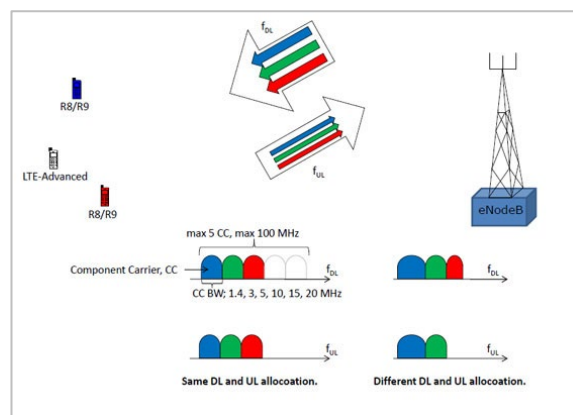 f_DL
R8/R9
LTE-Advanced
R8/R9
f_UL
eNodeB
max 5 CC, max 100 MHz
Component Carrier, CC
f_DL
f_DL
CC BW; 1.4, 3, 5, 10, 15, 20 MHz
f_UL
f_UL
Same DL and UL allocoation.
Different DL and UL allocation.